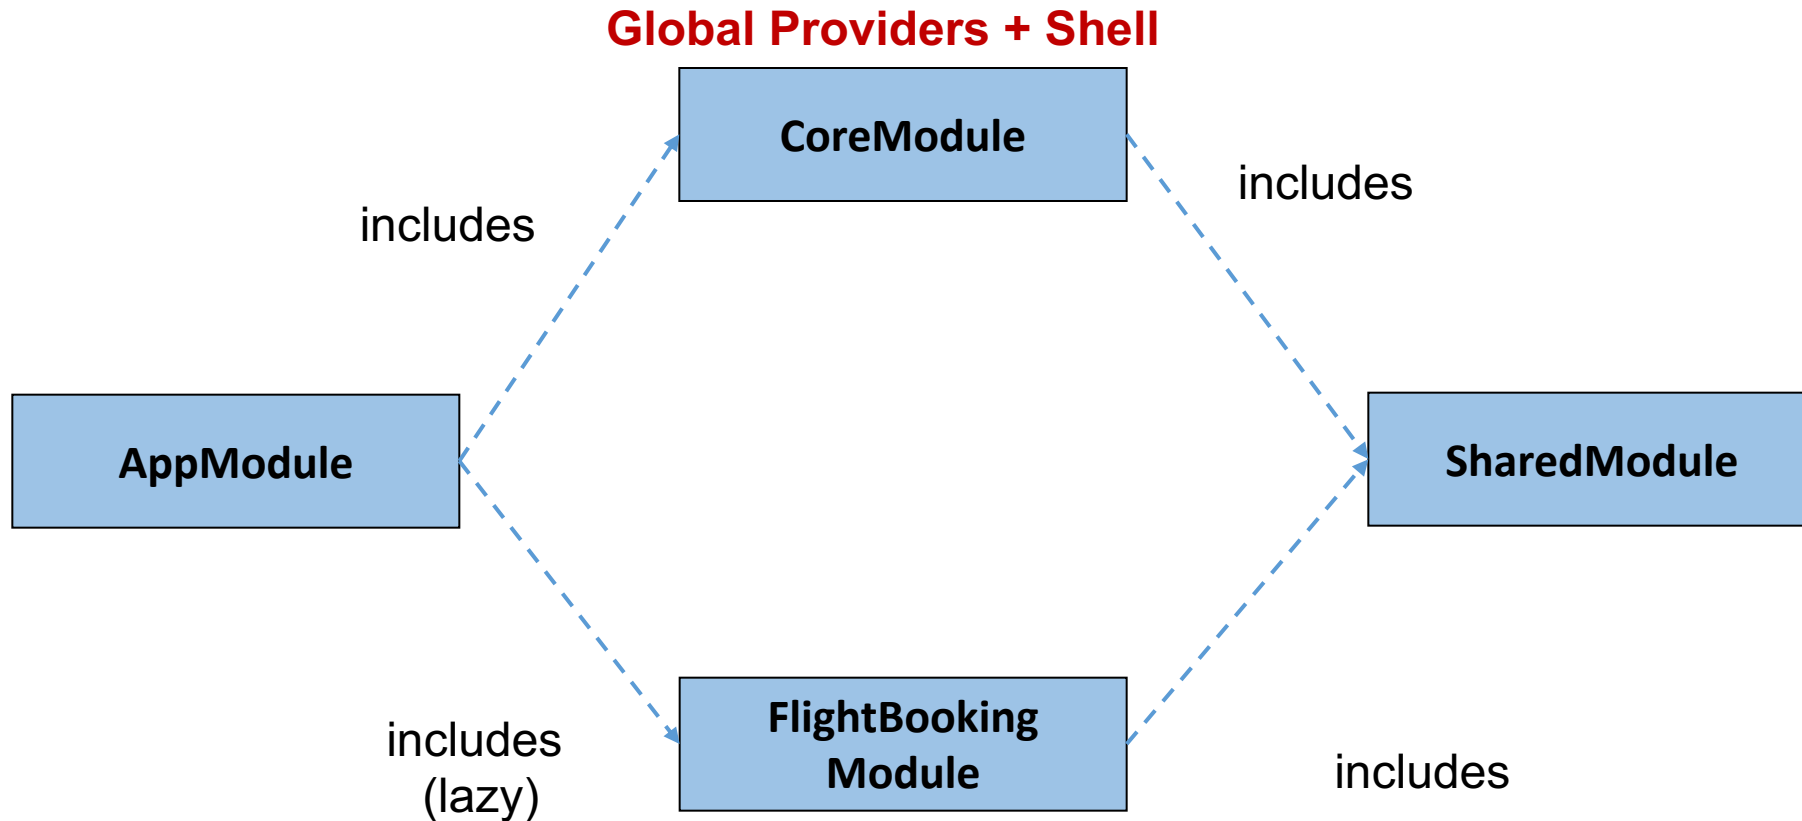 Global Providers + Shell
CoreModule
includes
includes
AppModule
SharedModule
FlightBooking
Module
includes
(lazy)
includes